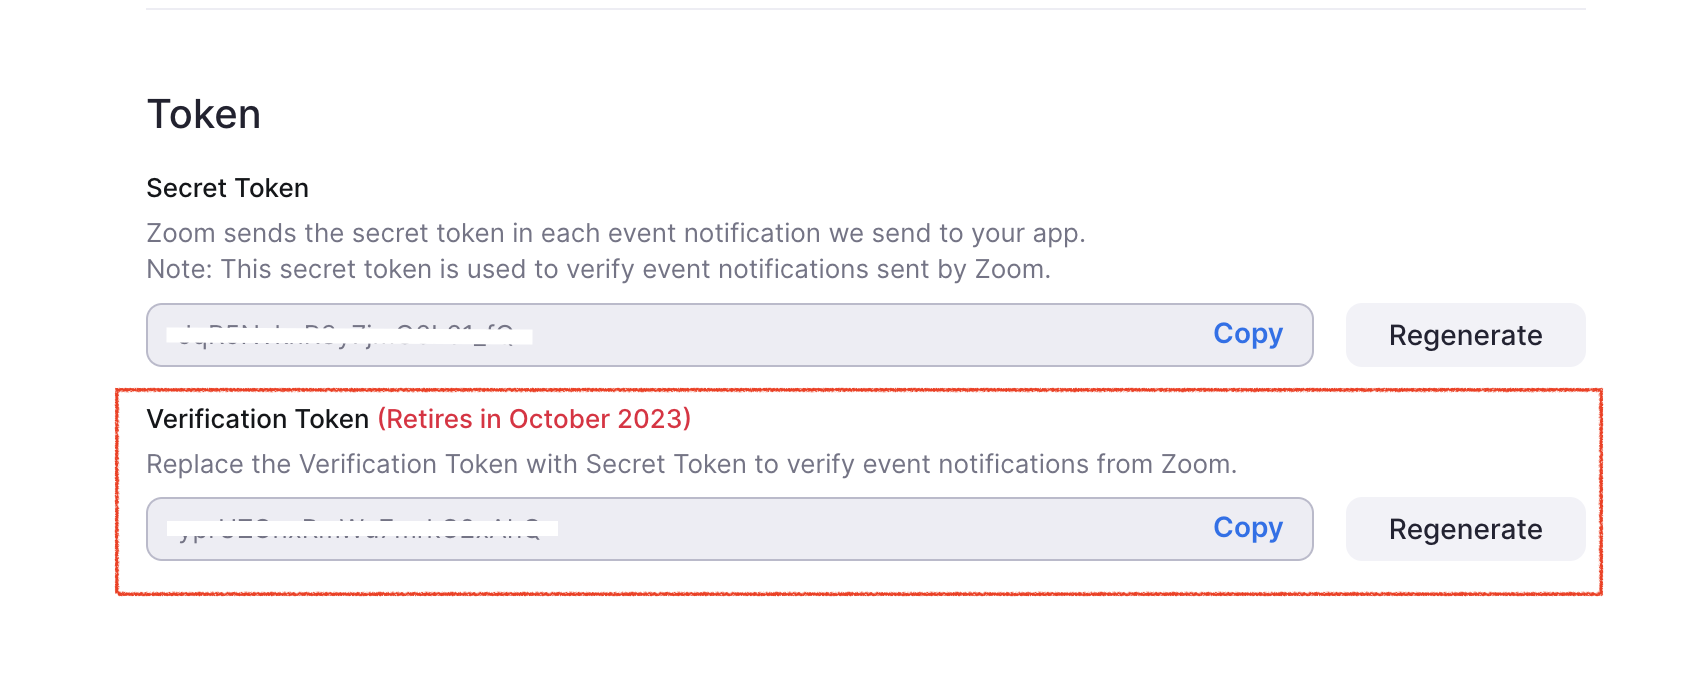 Token
Secret Token
Zoom sends the secret token in each event notification we send to your app.
Note: This secret token is used to verify event notifications sent by Zoom.
Copy
Regenerate
Verification Token (Retires in October 2023)
Replace the Verification Token with Secret Token to verify event notifications from Zoom.
Copy
Regenerate